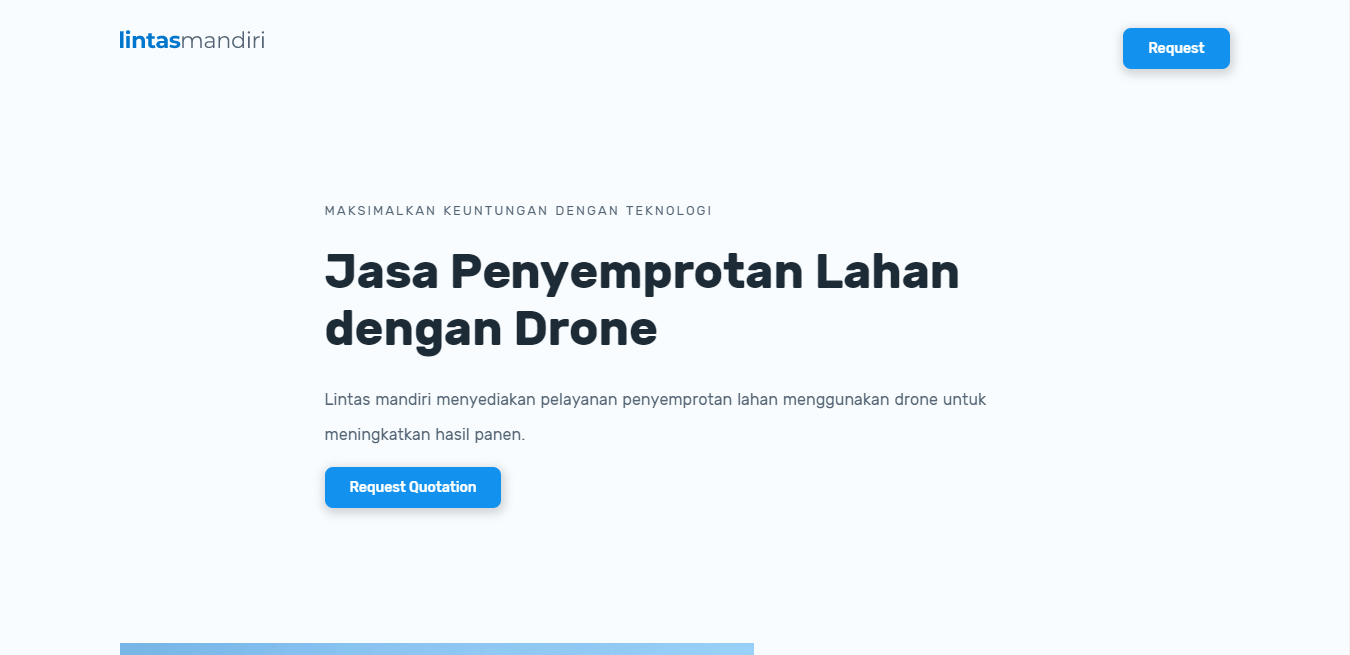 lintasmandiri
Request
MAKSIMALKAN KEUNTUNGAN DENGAN TEKNOLOGI
Jasa Penyemprotan Lahan
dengan Drone
Lintas mandiri menyediakan pelayanan penyemprotan lahan menggunakan drone untuk
meningkatkan hasil panen.
Request Quotation